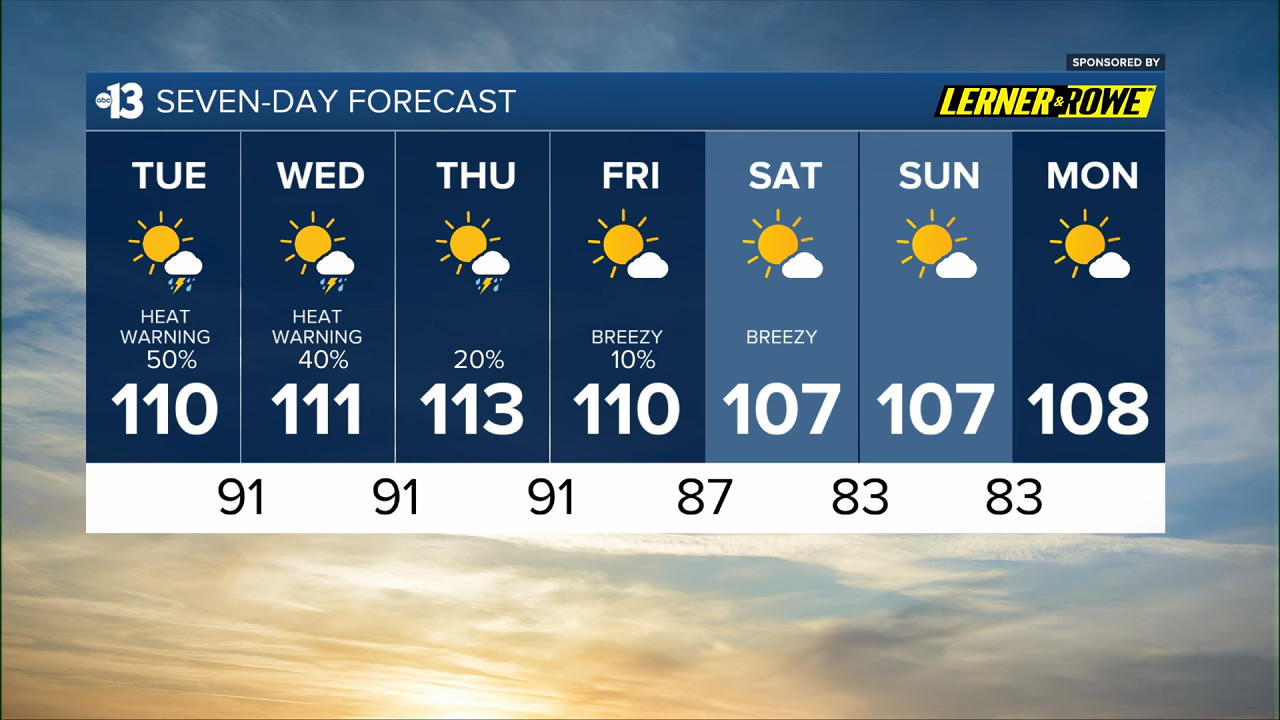 SPONSORED BY
abc 13 SEVEN-DAY FORECAST LERNER & ROWE
TUE WED THU FRI SAT SUN MON
HEAT WARNING HEAT WARNING BREEZY BREEZY
50% 40% 20% 10%
110 111 113 110 107 107 108
91 91 91 87 83 83